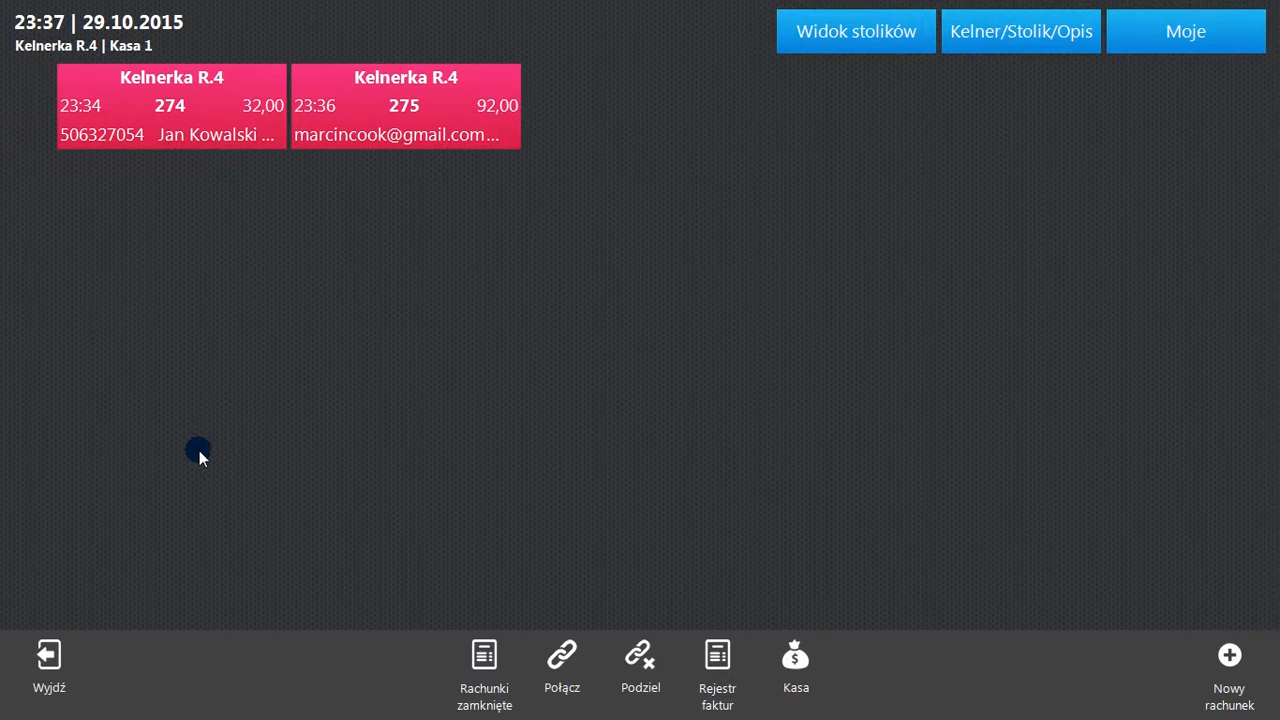 23:37 | 29.10.2015
Kelnerka R.4 | Kasa 1
Widok stolików
Kelner/Stolik/Opis
Moje
Kelnerka R.4
23:34 274 32,00
506327054 Jan Kowalski ...
Kelnerka R.4
23:36 275 92,00
marcincook@gmail.com...
Wyjdź
Rachunki
zamknięte
Połącz
Podziel
Rejestr
faktur
Kasa
Nowy
rachunek